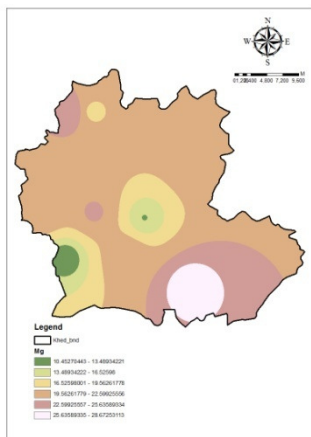 N
W E
S
M
Legend
Khed_bnd
Mg
10.45270443 - 13.48934221
13.48934222 - 16.52598
16.52598001 - 19.56261778
19.56261779 - 22.59925556
22.59925557 - 25.63589334
25.63589335 - 28.67253113